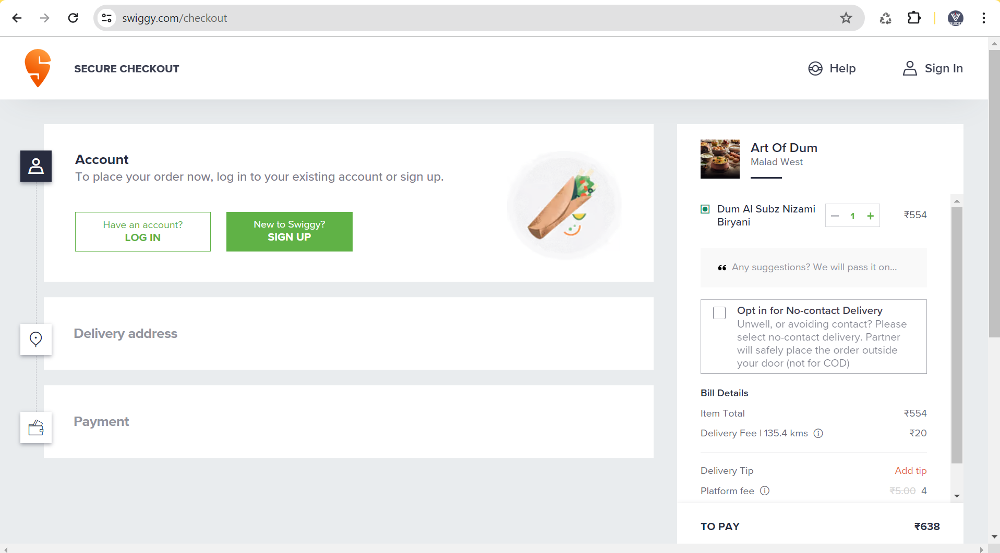 swiggy.com/checkout
VELOCITY
SECURE CHECKOUT
Help
Sign In
Account
To place your order now, log in to your existing account or sign up.
Have an account?
LOG IN
New to Swiggy?
SIGN UP
Delivery address
Payment
Art Of Dum
Malad West
Dum Al Subz Nizami
Biryani
1
₹554
Any suggestions? We will pass it on...
Opt in for No-contact Delivery
Unwell, or avoiding contact? Please
select no-contact delivery. Partner
will safely place the order outside
your door (not for COD)
Bill Details
Item Total ₹554
Delivery Fee | 135.4 kms ₹20
Delivery Tip Add tip
Platform fee ₹5.00 4
TO PAY ₹638